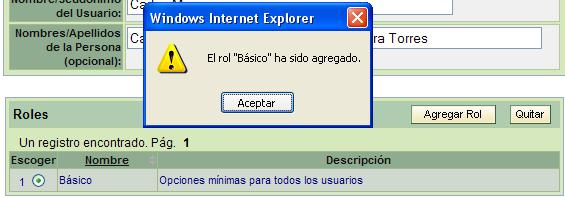 Nombre/Seudónimo
del Usuario:
Windows Internet Explorer
Nombres/Apellidos
de la Persona
(opcional):
ra Torres
El rol "Básico" ha sido agregado.
Aceptar
Roles
Agregar Rol
Quitar
Un registro encontrado. Pág. 1
Escoger Nombre Descripción
1 Básico Opciones mínimas para todos los usuarios